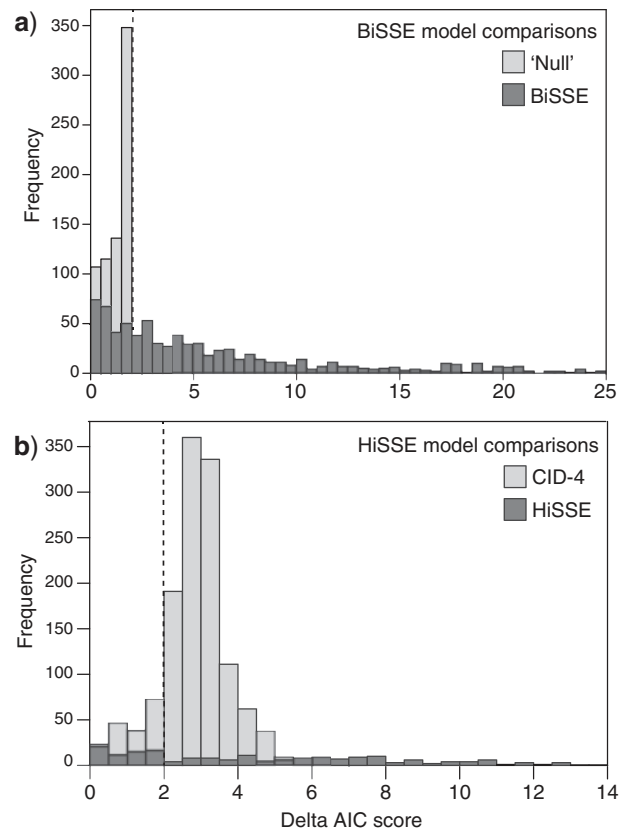 a)
BiSSE model comparisons
'Null'
BiSSE
Frequency
350
300
250
200
150
100
50
0
0 5 10 15 20 25
b)
HiSSE model comparisons
CID-4
HiSSE
Frequency
350
300
250
200
150
100
50
0
0 2 4 6 8 10 12 14
Delta AIC score